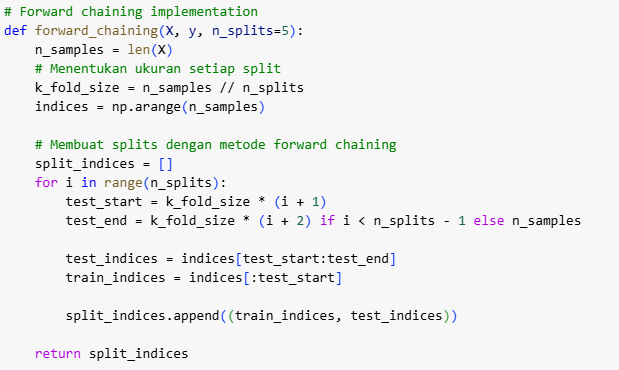 # Forward chaining implementation
def forward_chaining(X, y, n_splits=5):
    n_samples = len(X)
    # Menentukan ukuran setiap split
    k_fold_size = n_samples // n_splits
    indices = np.arange(n_samples)

    # Membuat splits dengan metode forward chaining
    split_indices = []
    for i in range(n_splits):
        test_start = k_fold_size * (i + 1)
        test_end = k_fold_size * (i + 2) if i < n_splits - 1 else n_samples

        test_indices = indices[test_start:test_end]
        train_indices = indices[:test_start]

        split_indices.append((train_indices, test_indices))

    return split_indices